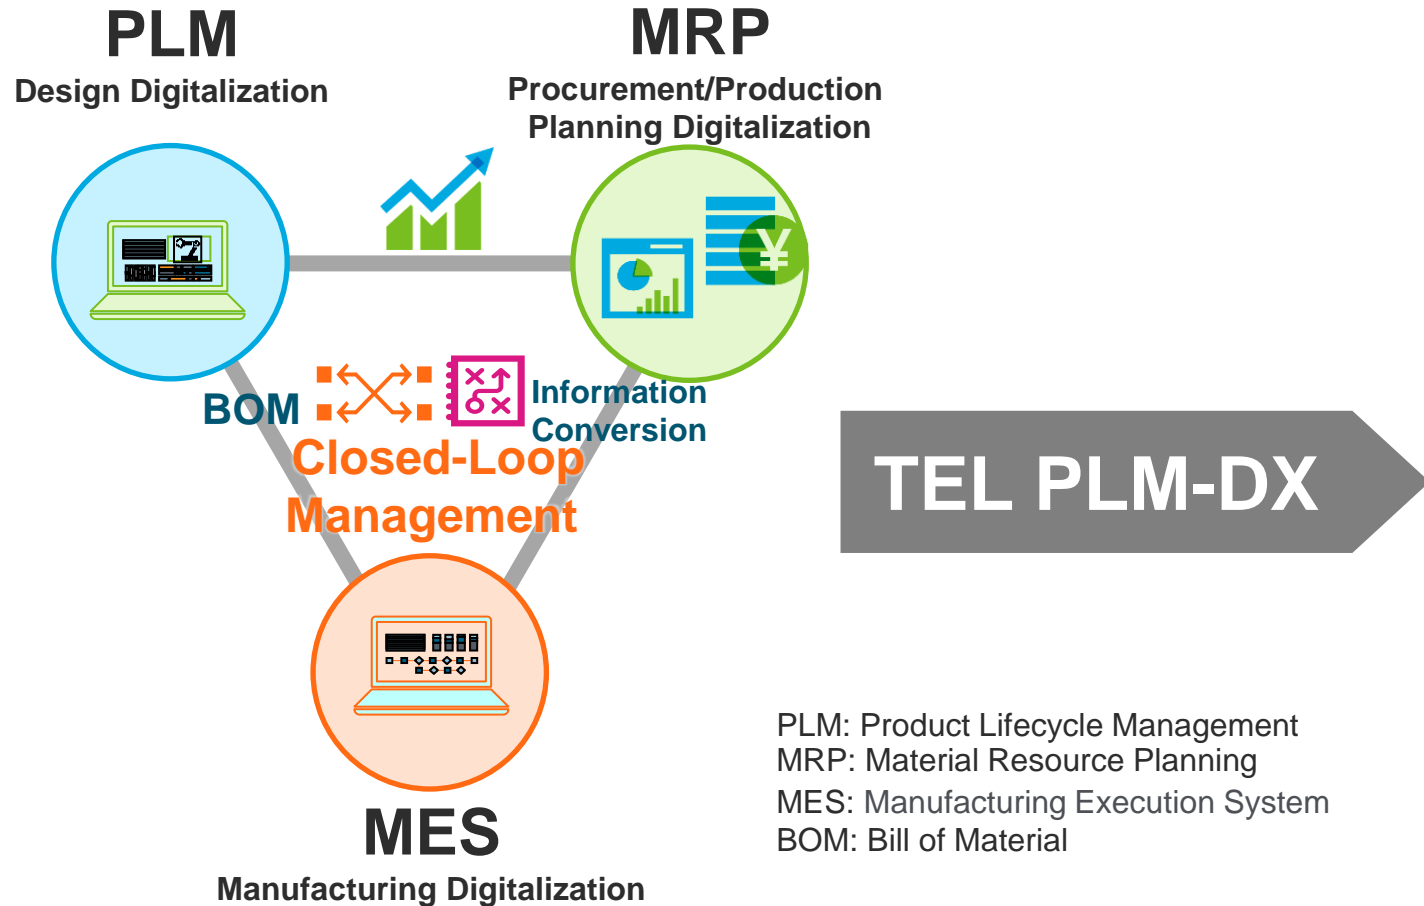 PLM
Design Digitalization
MRP
Procurement/Production
Planning Digitalization
¥
BOM
Information
Conversion
Closed-Loop
Management
TEL PLM-DX
MES
Manufacturing Digitalization
PLM: Product Lifecycle Management
MRP: Material Resource Planning
MES: Manufacturing Execution System
BOM: Bill of Material